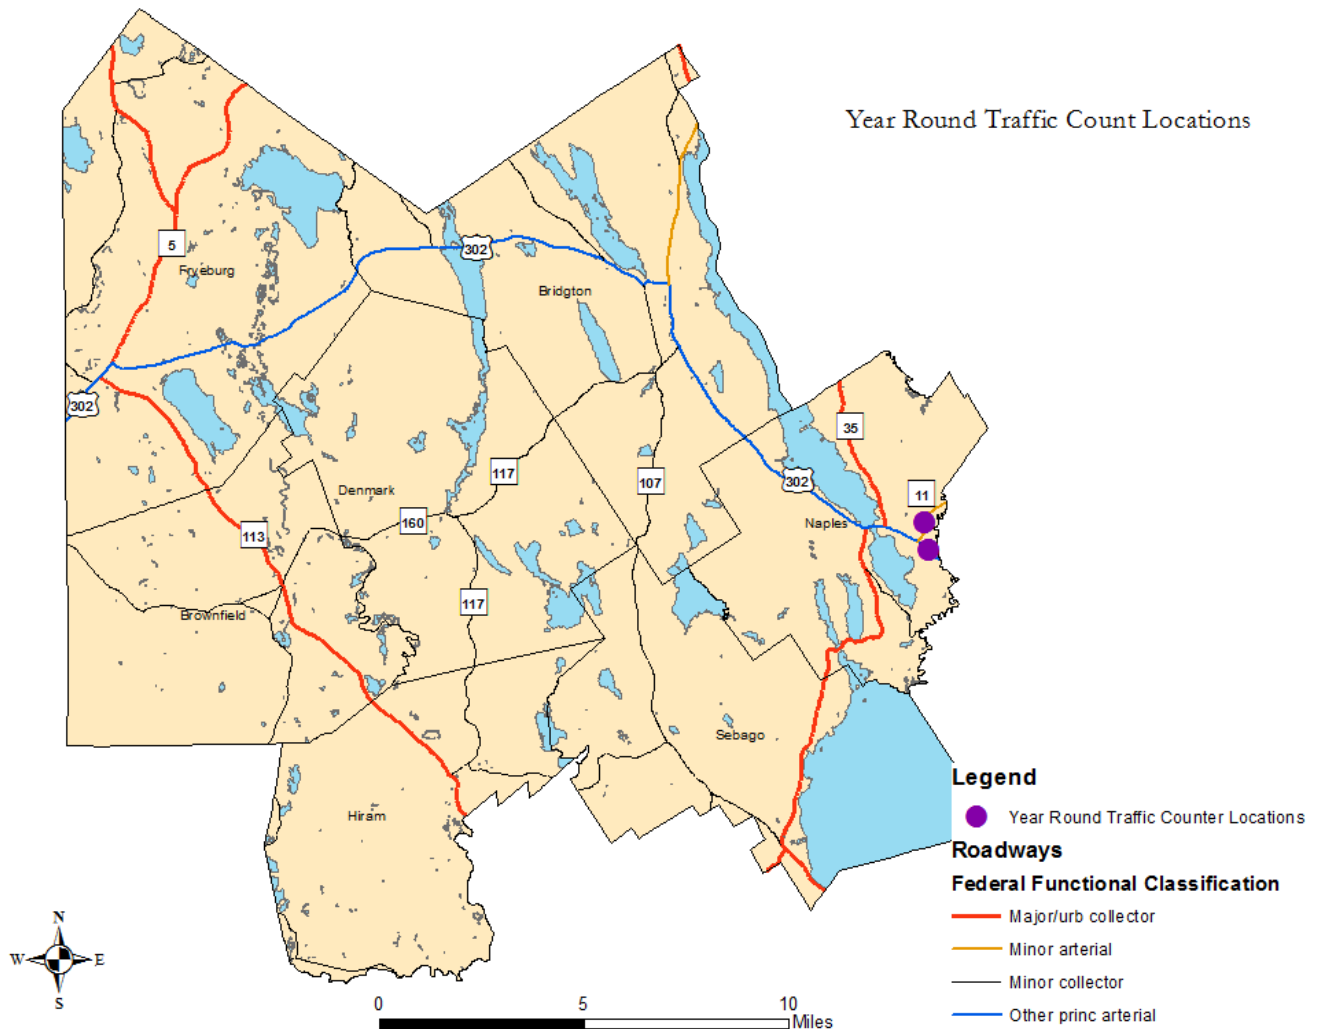 Year Round Traffic Count Locations
5
Fryeburg
302
Bridgton
302
35
117
107
302
Denmark
11
160
Naples
113
117
Brownfield
Sebago
Hiram
Legend
Year Round Traffic Counter Locations
Roadways
Federal Functional Classification
Major/urb collector
Minor arterial
Minor collector
Other princ arterial
N
W E
S
0 5 10
Miles